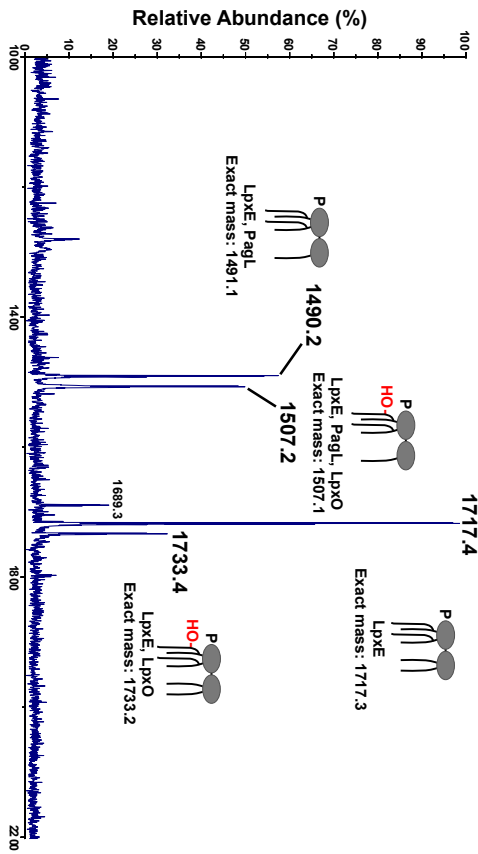 Relative Abundance (%)
100
90
80
70
60
50
40
30
20
10
0
1000
1400
1800
2200
1717.4
P
LpxE
Exact mass: 1717.3
1490.2
P
LpxE, PagL
Exact mass: 1491.1
1507.2
P
HO
LpxE, PagL, LpxO
Exact mass: 1507.1
1689.3
1733.4
P
HO
LpxE, LpxO
Exact mass: 1733.2